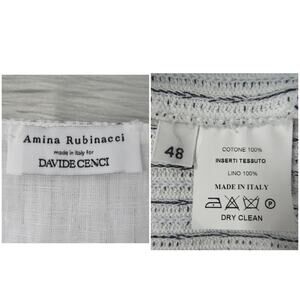 Amina Rubinacci
made in Italy for
DAVIDE CENCI
48
COTONE 100%
INSERTI TESSUTO
LINO 100%
MADE IN ITALY
DRY CLEAN